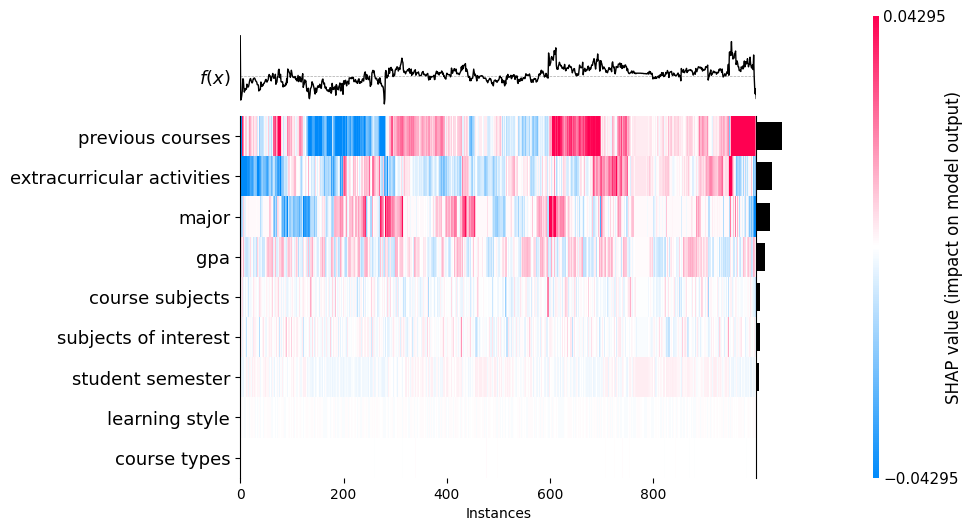 0.04295
f(x)
previous courses
extracurricular activities
major
gpa
course subjects
subjects of interest
student semester
learning style
course types
0 200 400 600 800
Instances
SHAP value (impact on model output)
−0.04295